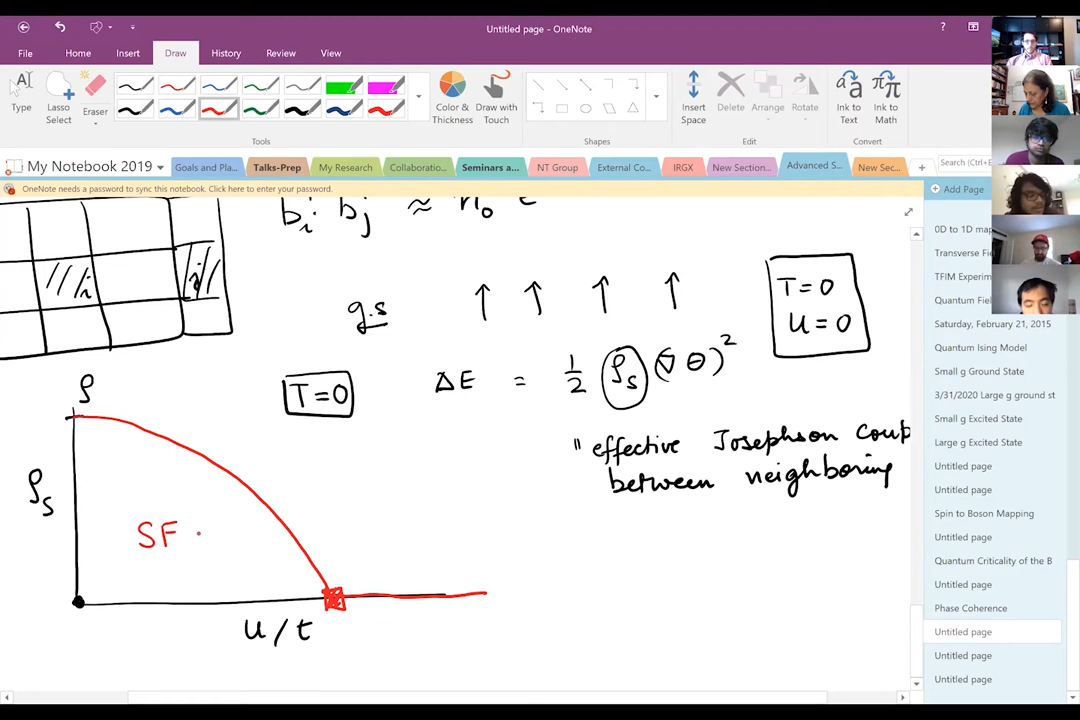 Untitled page - OneNote
File Home Insert Draw History Review View
Type
Lasso Select
Eraser
Color & Thickness
Draw with Touch
Insert Space
Delete
Arrange
Rotate
Ink to Text
Ink to Math
Tools Shapes Edit Convert
My Notebook 2019 Goals and Pla... Talks-Prep My Research Collaboratio... Seminars a... NT Group External Co... IRGX New Section... Advanced S... New Sec...
Search (Ctrl+E
OneNote needs a password to sync this notebook. Click here to enter your password.
Add Page
0D to 1D map
Transverse Fi
TFIM Experim
Quantum Fiel
Saturday, February 21, 2015
Quantum Ising Model
Small g Ground State
3/31/2020 Large g ground st
Small g Excited State
Large g Excited State
Untitled page
Untitled page
Spin to Boson Mapping
Untitled page
Quantum Criticality of the B
Untitled page
Phase Coherence
Untitled page
Untitled page
Untitled page
b_i b_j ≈ n_0 e
i
g.s ↑ ↑ ↑ ↑
T=0
U=0
ΔE = 1/2 ρ_s (∇θ)^2
T=0
ρ
"effective Josephson coup
between neighboring
ρ_s
SF
U/t